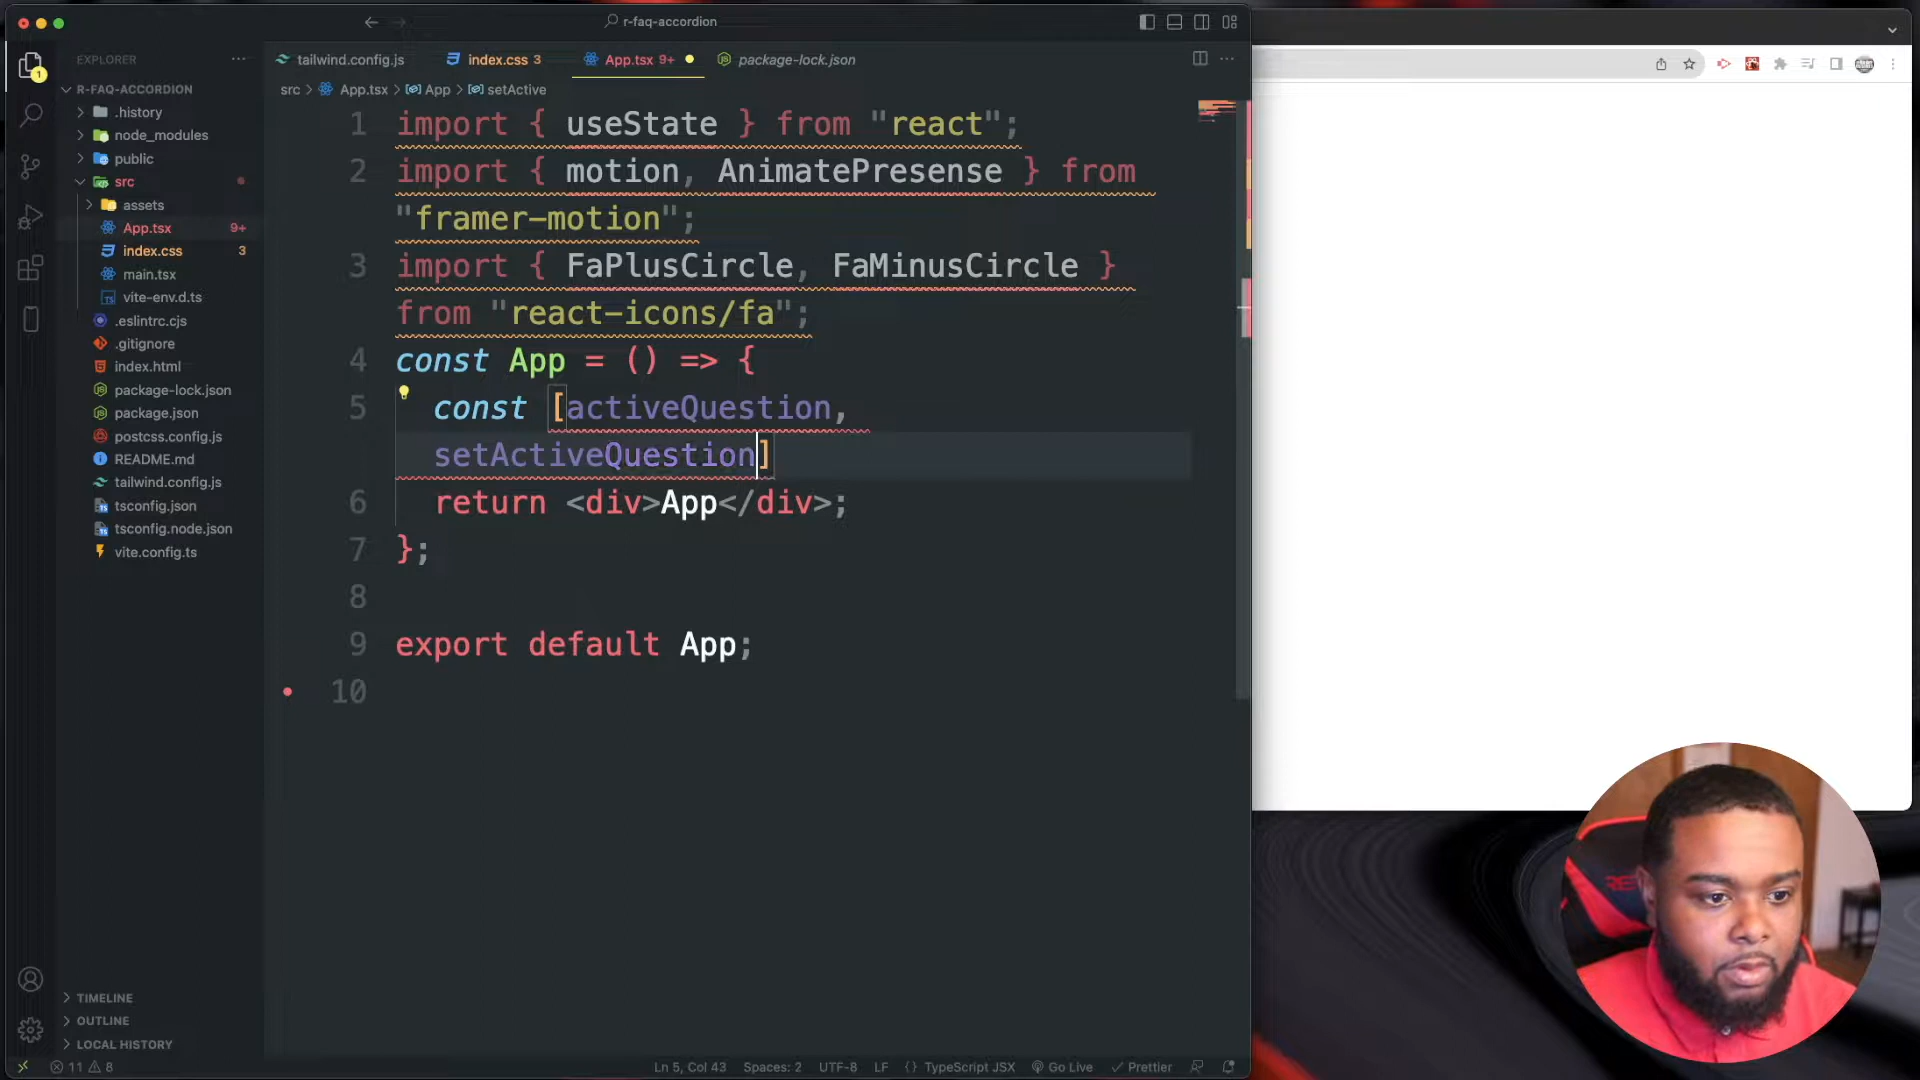 r-faq-accordion
EXPLORER
tailwind.config.js
index.css 3
App.tsx 9+
package-lock.json
src > App.tsx > App > setActive
1
R-FAQ-ACCORDION
.history
node_modules
public
src
assets
App.tsx 9+
index.css 3
main.tsx
vite-env.d.ts
.eslintrc.cjs
.gitignore
index.html
package-lock.json
package.json
postcss.config.js
README.md
tailwind.config.js
tsconfig.json
tsconfig.node.json
vite.config.ts
1 import { useState } from "react";
2 import { motion, AnimatePresense } from
"framer-motion";
3 import { FaPlusCircle, FaMinusCircle }
from "react-icons/fa";
4 const App = () => {
5 const [activeQuestion,
setActiveQuestion]
6 return <div>App</div>;
7 };
8
9 export default App;
10
TIMELINE
OUTLINE
LOCAL HISTORY
11 8
Ln 5, Col 43
Spaces: 2
UTF-8
LF
{} TypeScript JSX
Go Live
Prettier